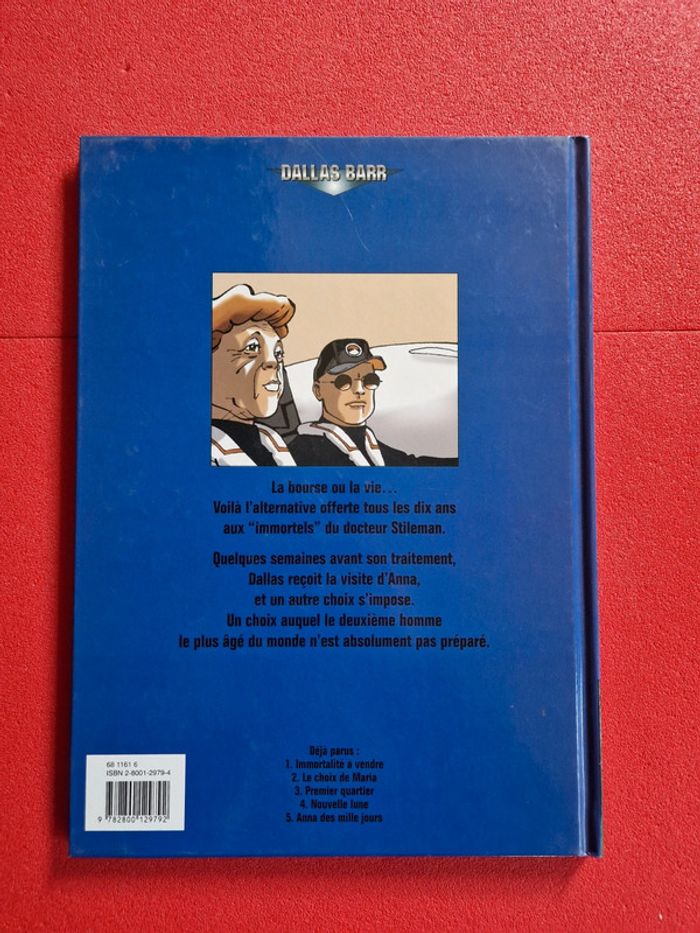 DALLAS BARR
La bourse ou la vie...
Voilà l'alternative offerte tous les dix ans
aux "immortels" du docteur Stileman.
Quelques semaines avant son traitement,
Dallas reçoit la visite d'Anna,
et un autre choix s'impose.
Un choix auquel le deuxième homme
le plus âgé du monde n'est absolument pas préparé.
Déjà parus :
1. Immortalité à vendre
2. Le choix de Maria
3. Premier quartier
4. Nouvelle lune
5. Anna des mille jours
68 1161 6
ISBN 2-8001-2979-4
9 782800 129792